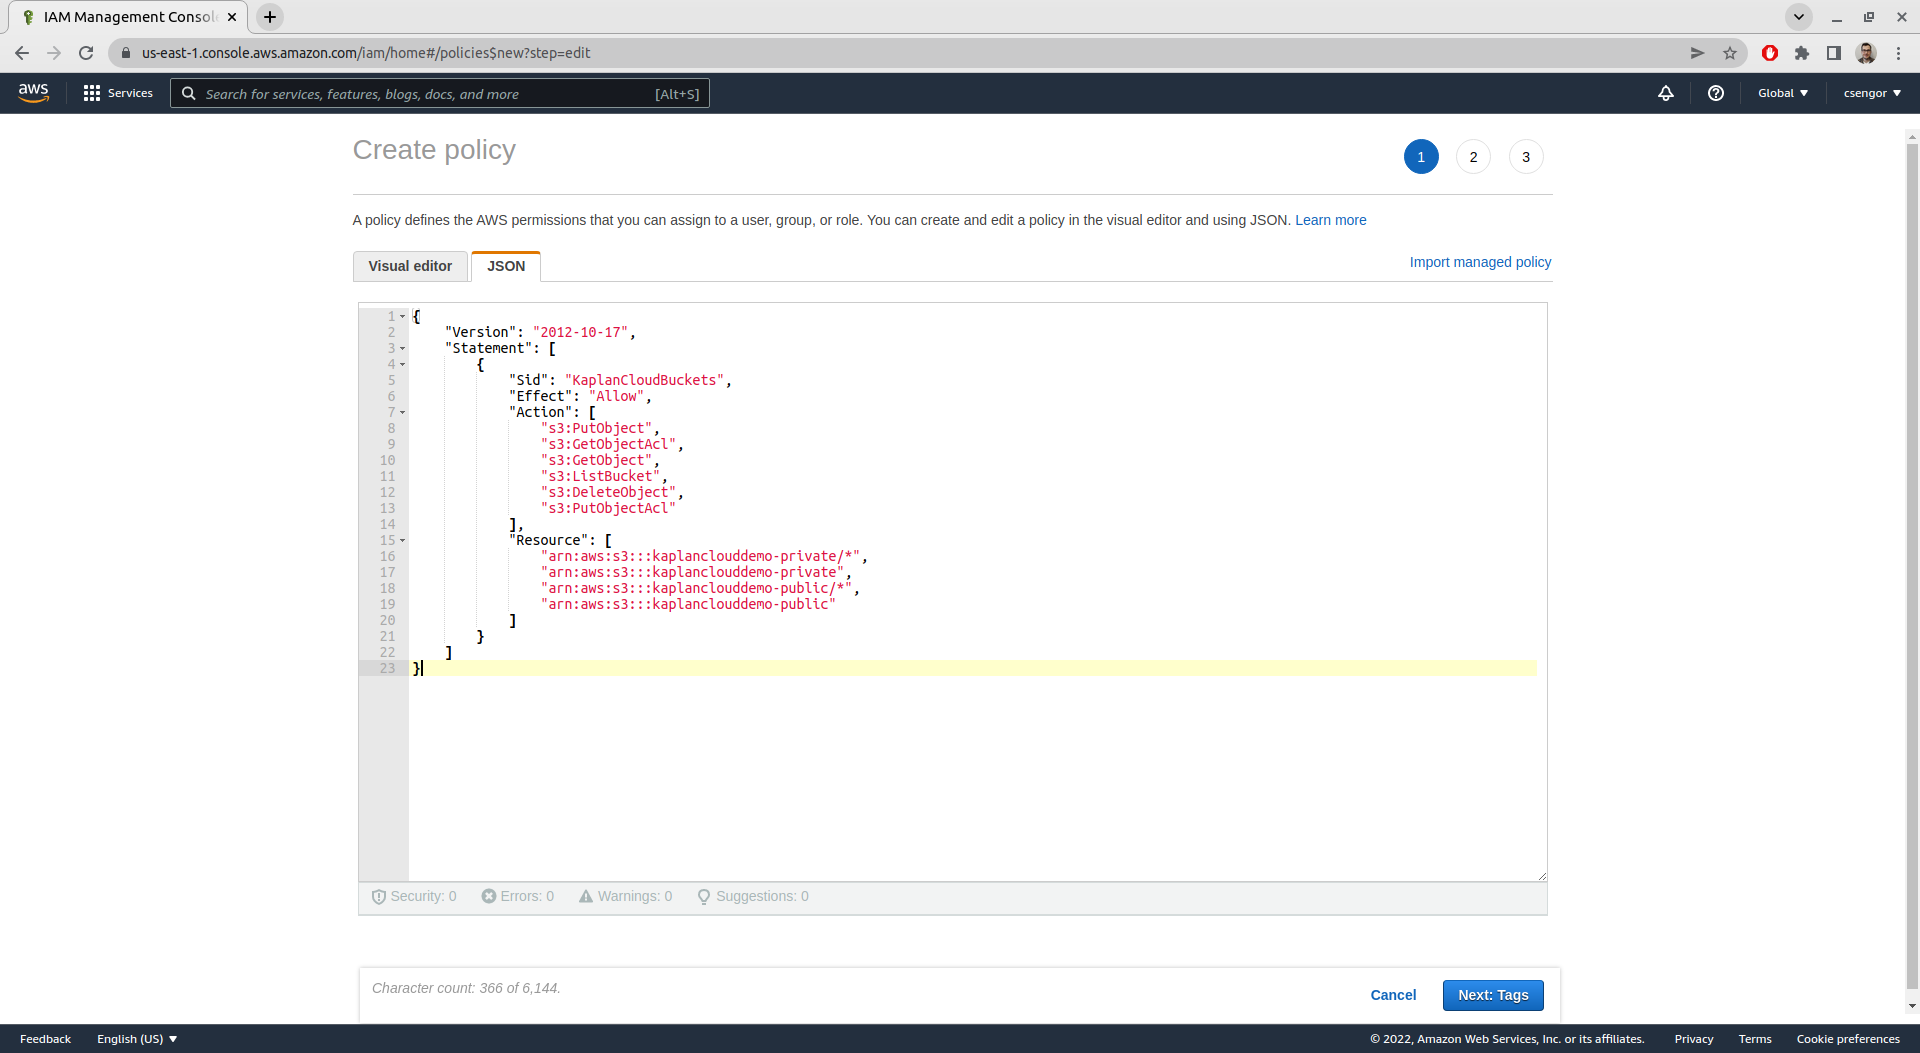 IAM Management Consol
us-east-1.console.aws.amazon.com/iam/home#/policies$new?step=edit
aws
Services
Search for services, features, blogs, docs, and more
[Alt+S]
Global
csengor
Create policy
1
2
3
A policy defines the AWS permissions that you can assign to a user, group, or role. You can create and edit a policy in the visual editor and using JSON. Learn more
Visual editor
JSON
Import managed policy
1 {
2 "Version": "2012-10-17",
3 "Statement": [
4 {
5 "Sid": "KaplanCloudBuckets",
6 "Effect": "Allow",
7 "Action": [
8 "s3:PutObject",
9 "s3:GetObjectAcl",
10 "s3:GetObject",
11 "s3:ListBucket",
12 "s3:DeleteObject",
13 "s3:PutObjectAcl"
14 ],
15 "Resource": [
16 "arn:aws:s3:::kaplanclouddemo-private/*",
17 "arn:aws:s3:::kaplanclouddemo-private",
18 "arn:aws:s3:::kaplanclouddemo-public/*",
19 "arn:aws:s3:::kaplanclouddemo-public"
20 ]
21 }
22 ]
23 }
Security: 0
Errors: 0
Warnings: 0
Suggestions: 0
Character count: 366 of 6,144.
Cancel
Next: Tags
Feedback
English (US)
© 2022, Amazon Web Services, Inc. or its affiliates.
Privacy
Terms
Cookie preferences